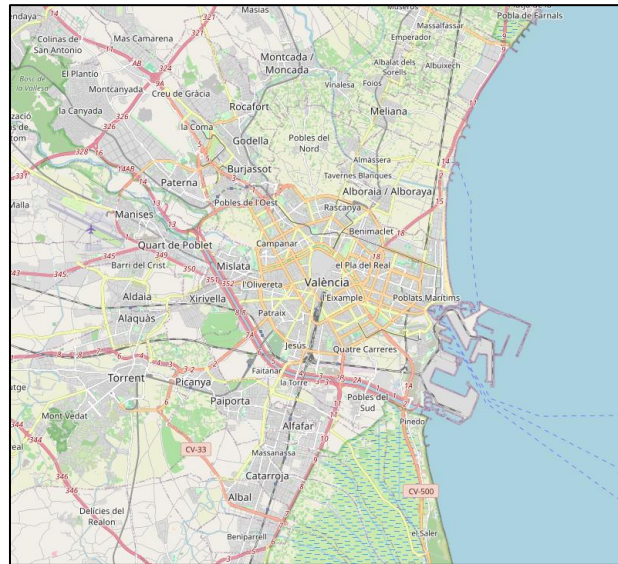 Colinas de
San Antonio
Mas Camarena
Masias
Museros
Massalfassar
Pobla de Farnals
Emperador
Albalat dels
Sorells
Albuixech
Montcada /
Moncada
Vinalesa
Foios
El Plantio
Montcanyada
la Canyada
Creu de Gràcia
Rocafort
la Coma
Godella
Meliana
Pobles del
Nord
Burjassot
Almàssera
Tavernes Blanques
Paterna
Alboraia / Alboraya
Pobles de l'Oest
Rascanya
Manises
Benimaclet
Campanar
Quart de Poblet
el Pla del Real
Mislata
Barri del Crist
València
l'Olivereta
l'Eixample
Poblats Marítims
Aldaia
Xirivella
Patraix
Alaquàs
Jesús
Quatre Carreres
Faitanar
Torrent
Picanya
la Torre
Paiporta
Pobles del
Sud
Mont Vedat
Alfafar
Pinedo
CV-33
Massanassa
Catarroja
CV-500
Albal
Delicies del
Realon
Beniparrell
el Saler